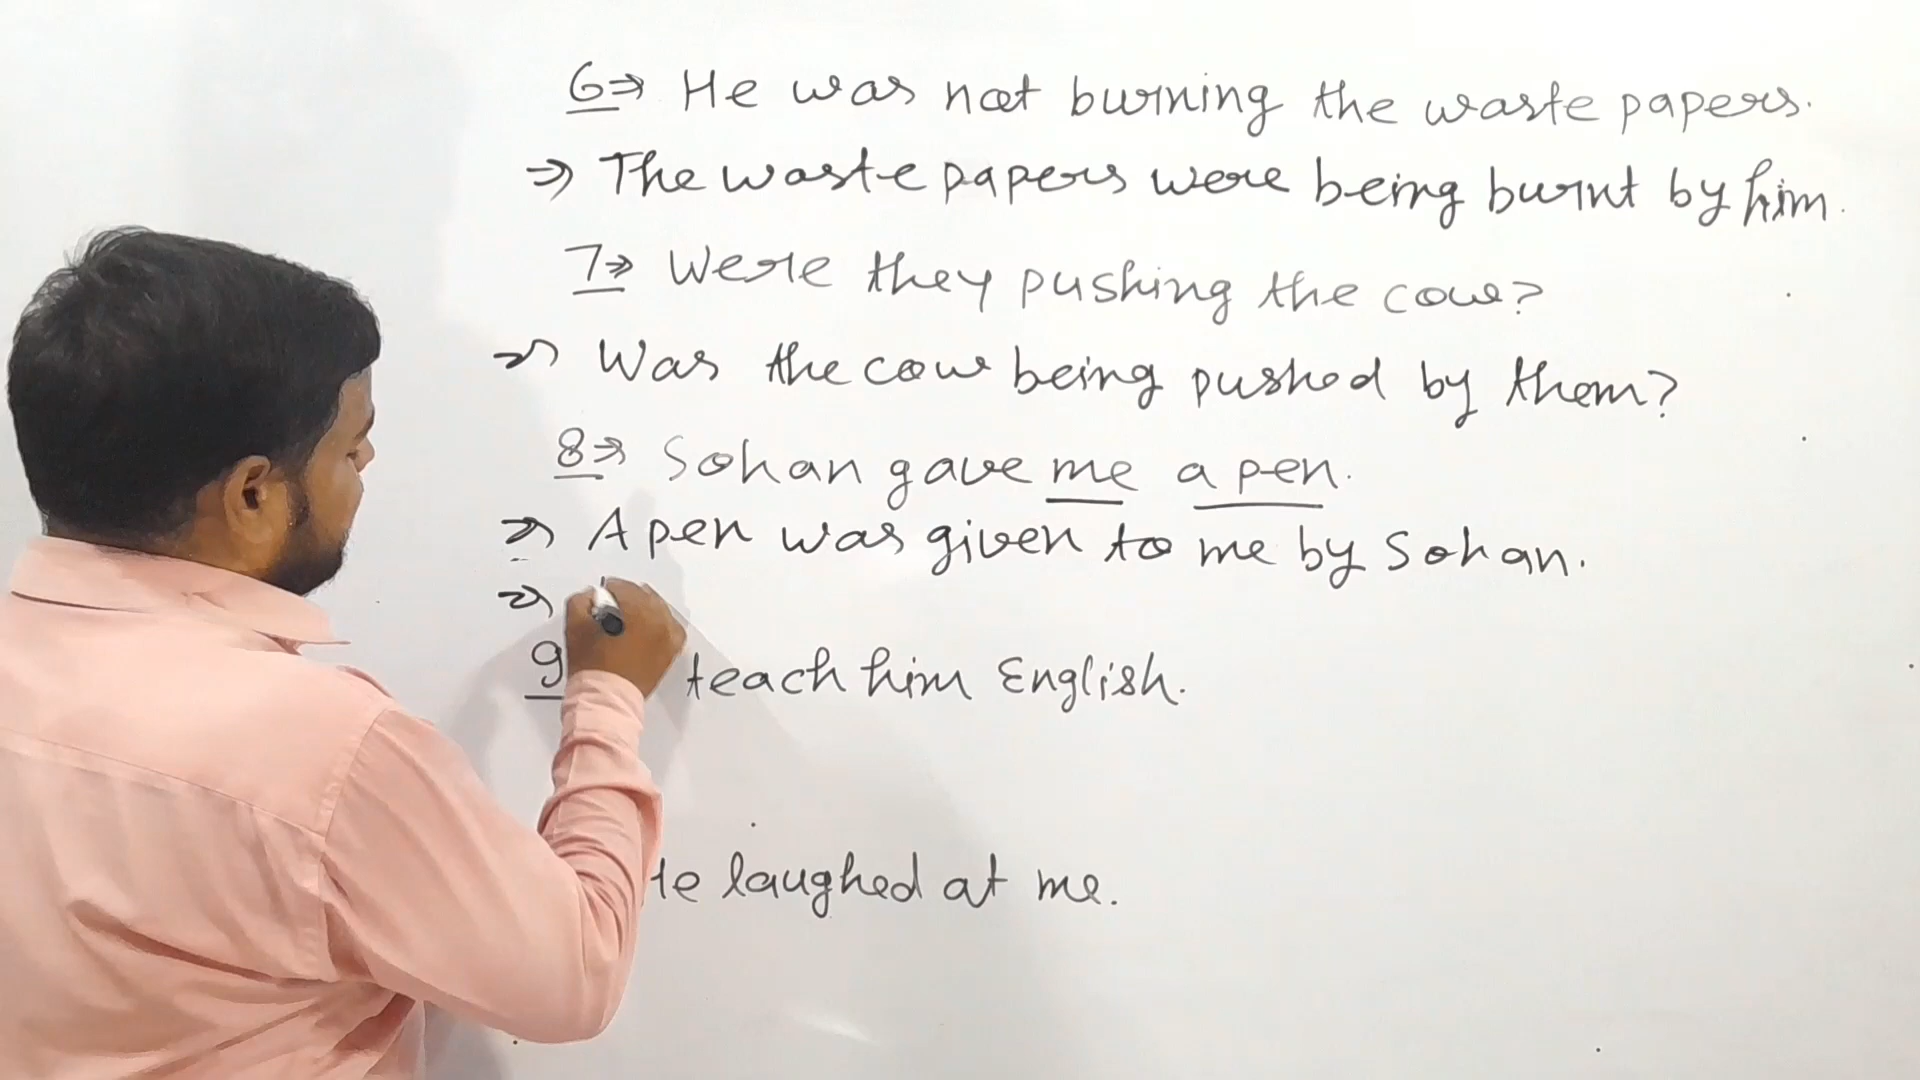 6⇒ He was not burning the waste papers.
⇒ The waste papers were being burnt by him.
7⇒ Were they pushing the cow?
⇒ Was the cow being pushed by them?
8⇒ Sohan gave me a pen.
⇒ A pen was given to me by Sohan.
⇒
9 teach him English.
He laughed at me.